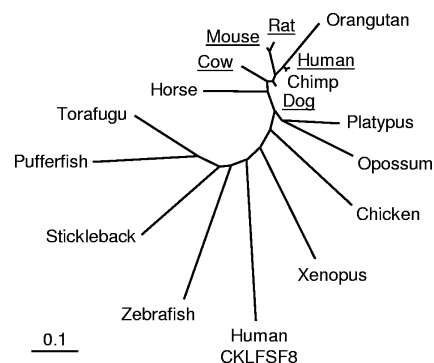 Orangutan
Rat
Mouse
Human
Cow
Chimp
Horse
Dog
Torafugu
Platypus
Pufferfish
Opossum
Chicken
Stickleback
Xenopus
Zebrafish
Human
CKLFSF8
0.1